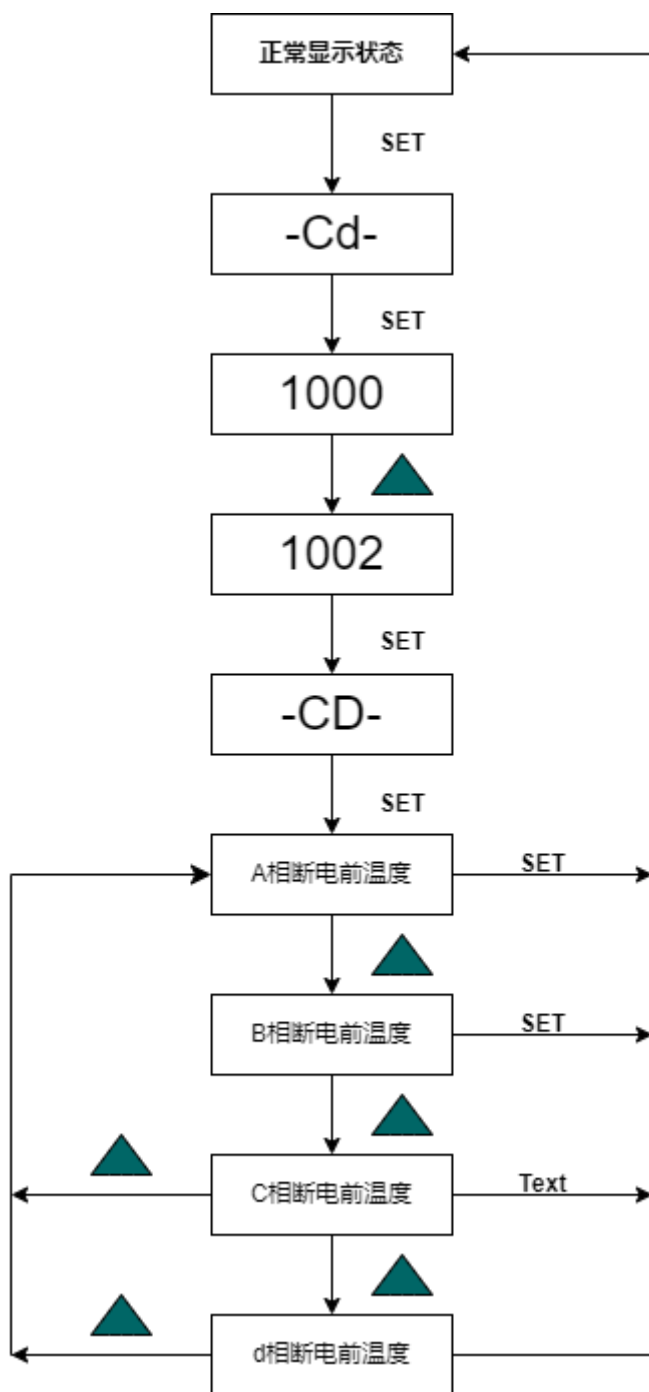 正常显示状态
SET
-Cd-
SET
1000
1002
SET
-CD-
SET
A相断电前温度
SET
B相断电前温度
SET
C相断电前温度
Text
d相断电前温度